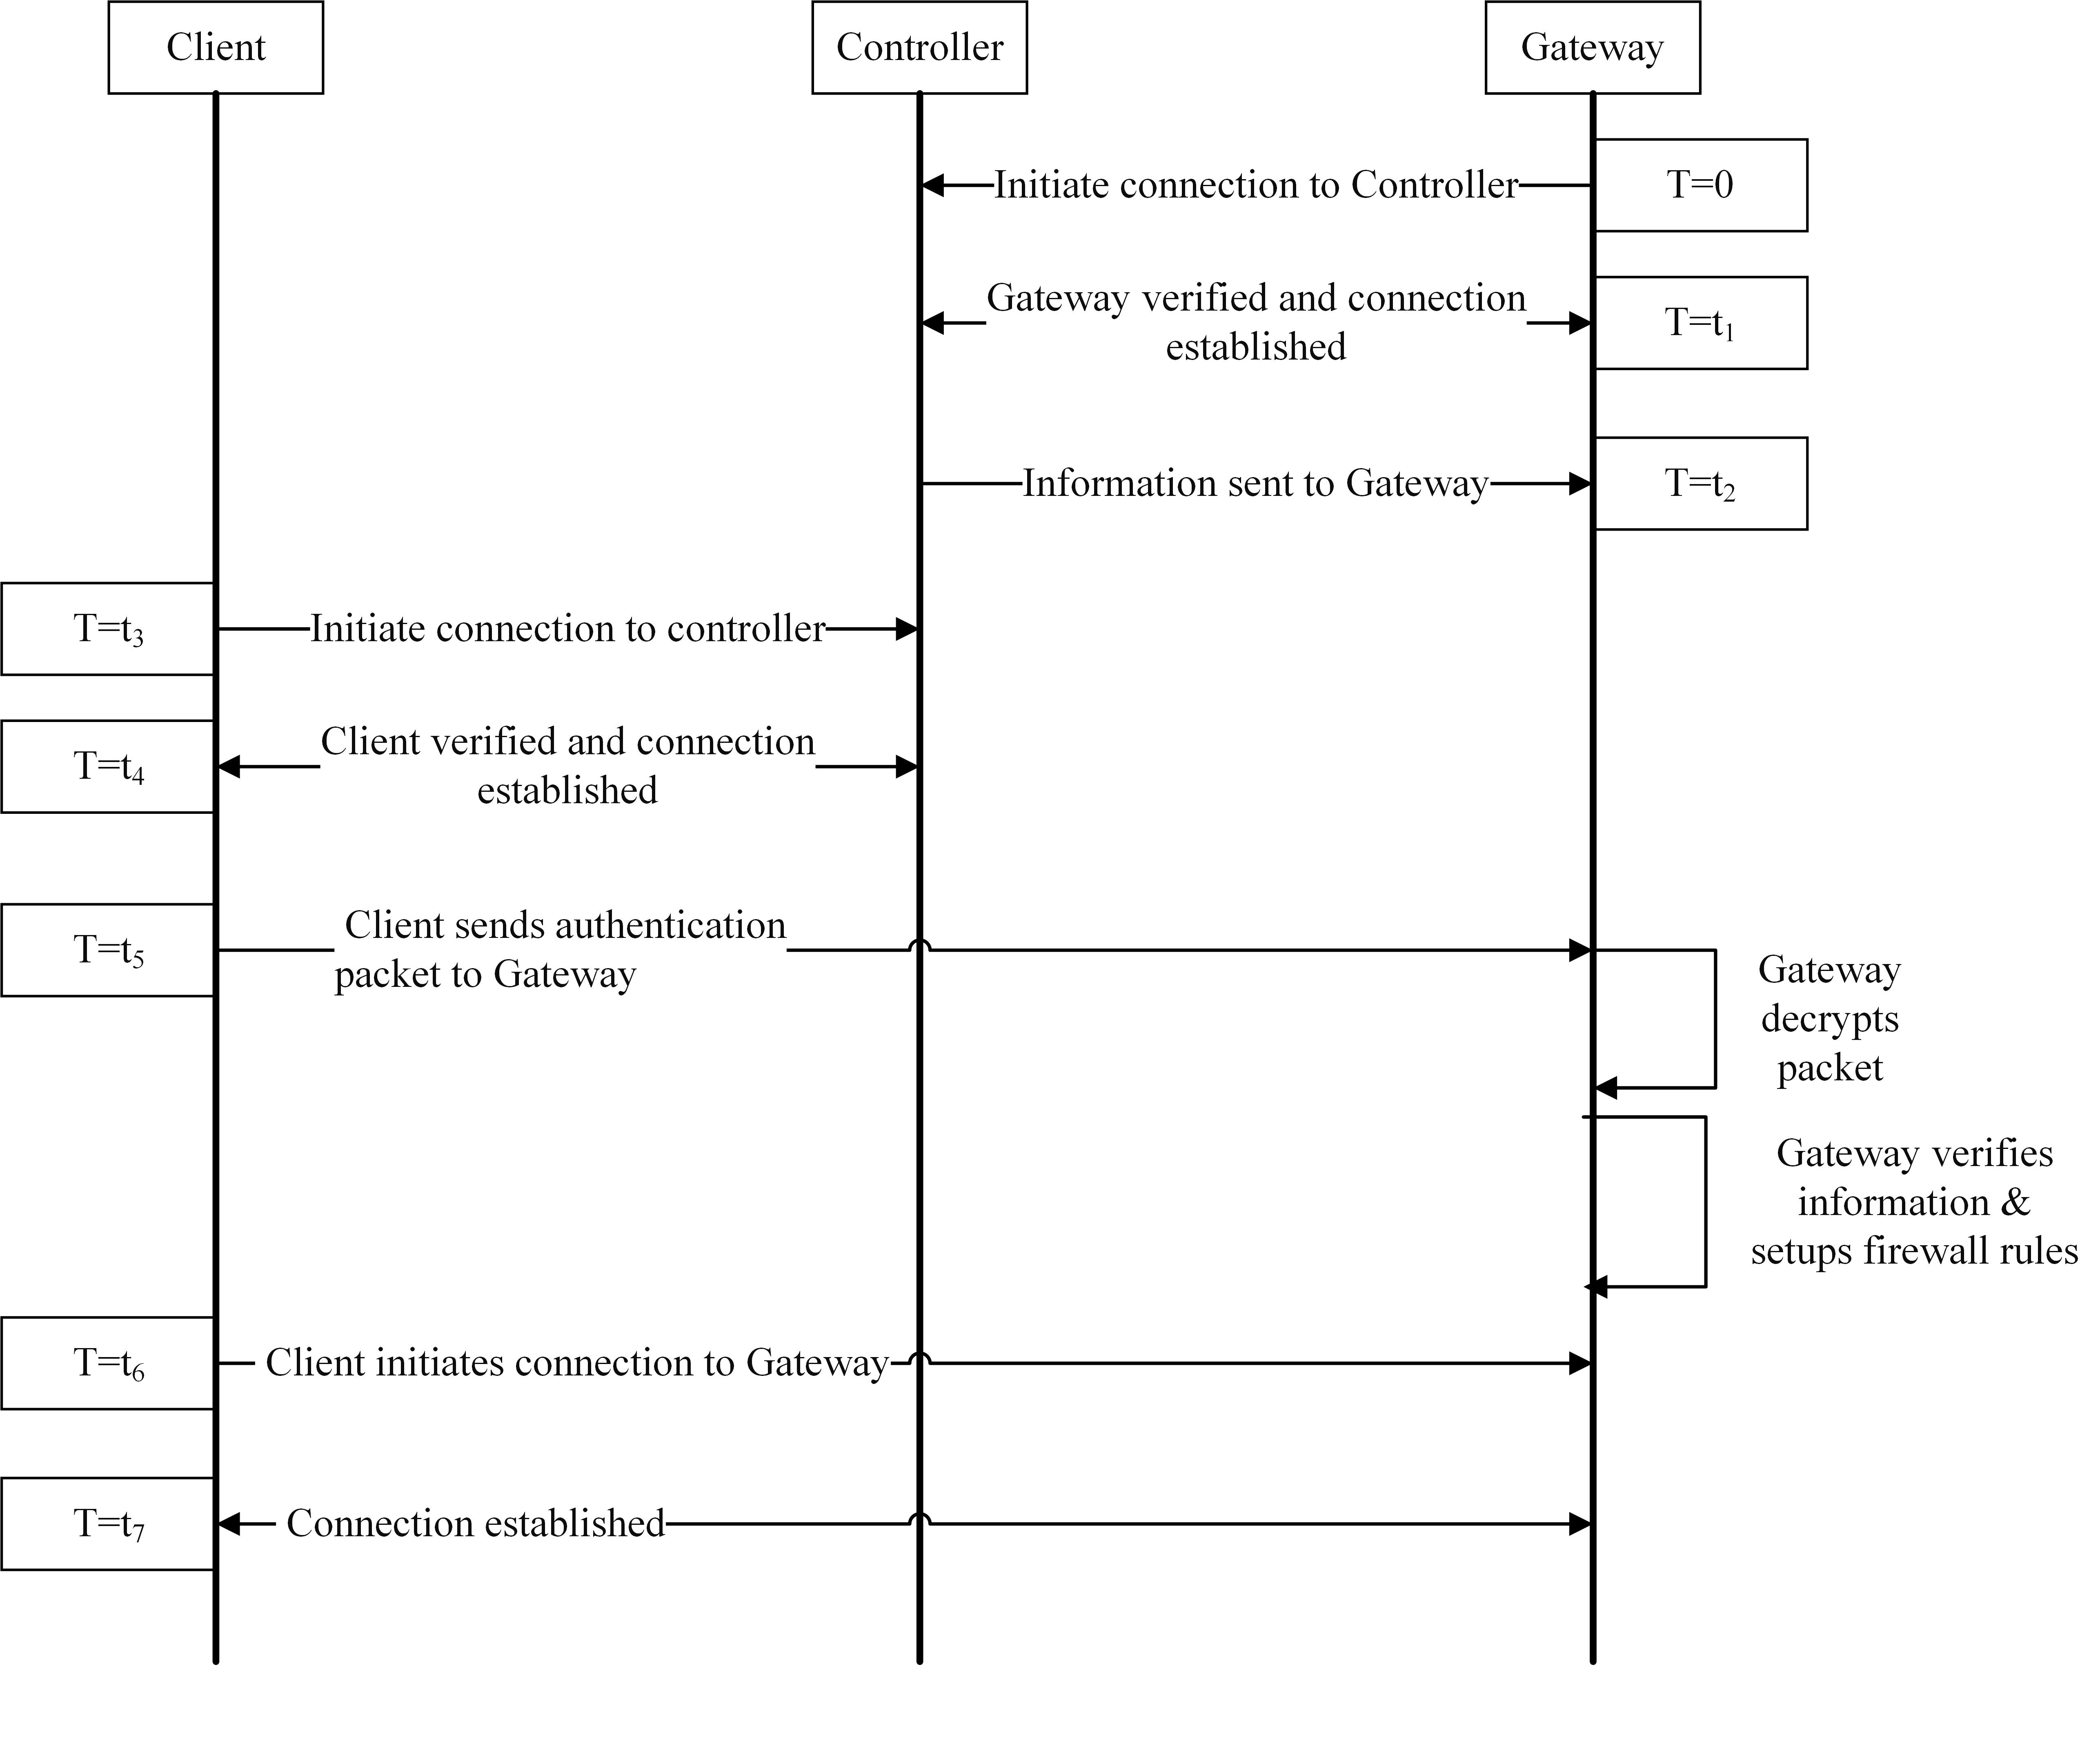 Client
Controller
Gateway
Initiate connection to Controller
T=0
Gateway verified and connection
established
T=t₁
Information sent to Gateway
T=t₂
T=t₃
Initiate connection to controller
T=t₄
Client verified and connection
established
T=t₅
Client sends authentication
packet to Gateway
Gateway
decrypts
packet
Gateway verifies
information &
setups firewall rules
T=t₆
Client initiates connection to Gateway
T=t₇
Connection established